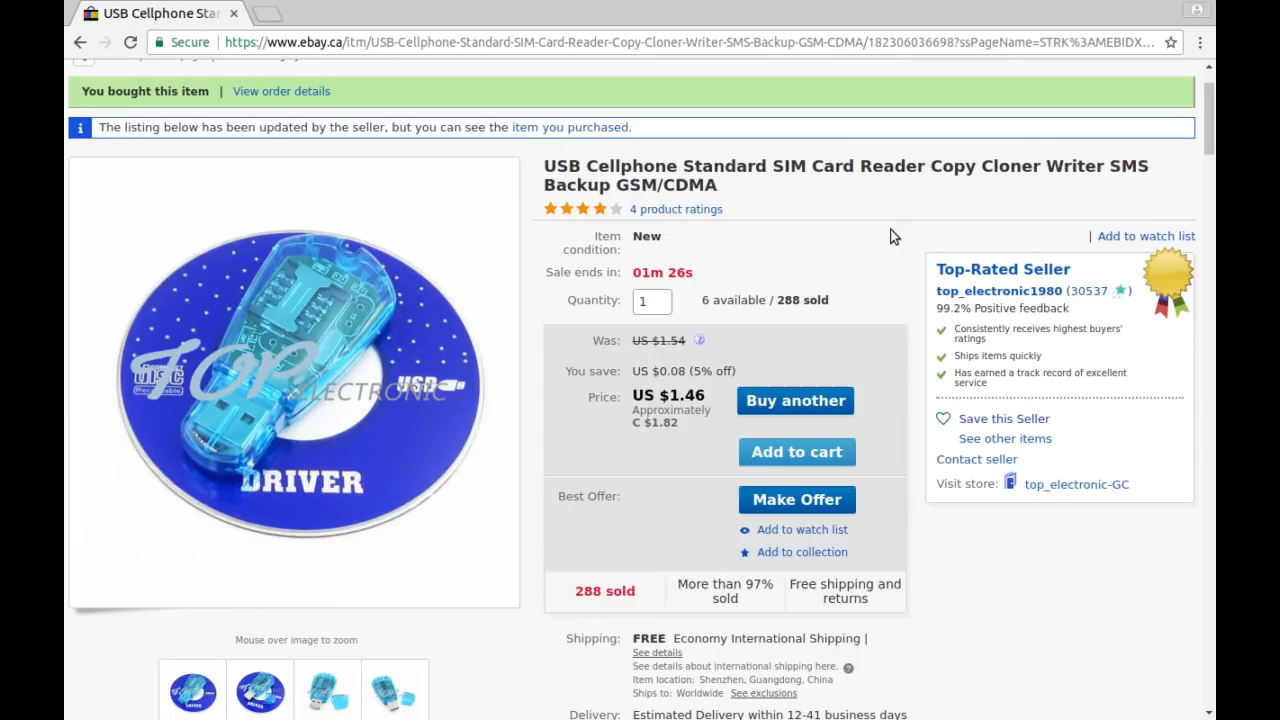 USB Cellphone Star
Secure
https://www.ebay.ca/itm/USB-Cellphone-Standard-SIM-Card-Reader-Copy-Cloner-Writer-SMS-Backup-GSM-CDMA/182306036698?ssPageName=STRK%3AMEBIDX...
You bought this item | View order details
The listing below has been updated by the seller, but you can see the item you purchased.
USB Cellphone Standard SIM Card Reader Copy Cloner Writer SMS
Backup GSM/CDMA
4 product ratings
Item
condition: New
| Add to watch list
Sale ends in: 01m 26s
Quantity: 1 6 available / 288 sold
Was: US $1.54
You save: US $0.08 (5% off)
Price: US $1.46
Approximately
C $1.82
Buy another
Add to cart
Best Offer:
Make Offer
Add to watch list
Add to collection
288 sold
More than 97%
sold
Free shipping and
returns
Shipping: FREE Economy International Shipping |
See details
See details about international shipping here.
Item location: Shenzhen, Guangdong, China
Ships to: Worldwide See exclusions
Delivery: Estimated Delivery within 12-41 business days
Top-Rated Seller
top_electronic1980 (30537 )
99.2% Positive feedback
Consistently receives highest buyers'
ratings
Ships items quickly
Has earned a track record of excellent
service
Save this Seller
See other items
Contact seller
Visit store: top_electronic-GC
TOP ELECTRONIC
USB
DRIVER
Mouse over image to zoom